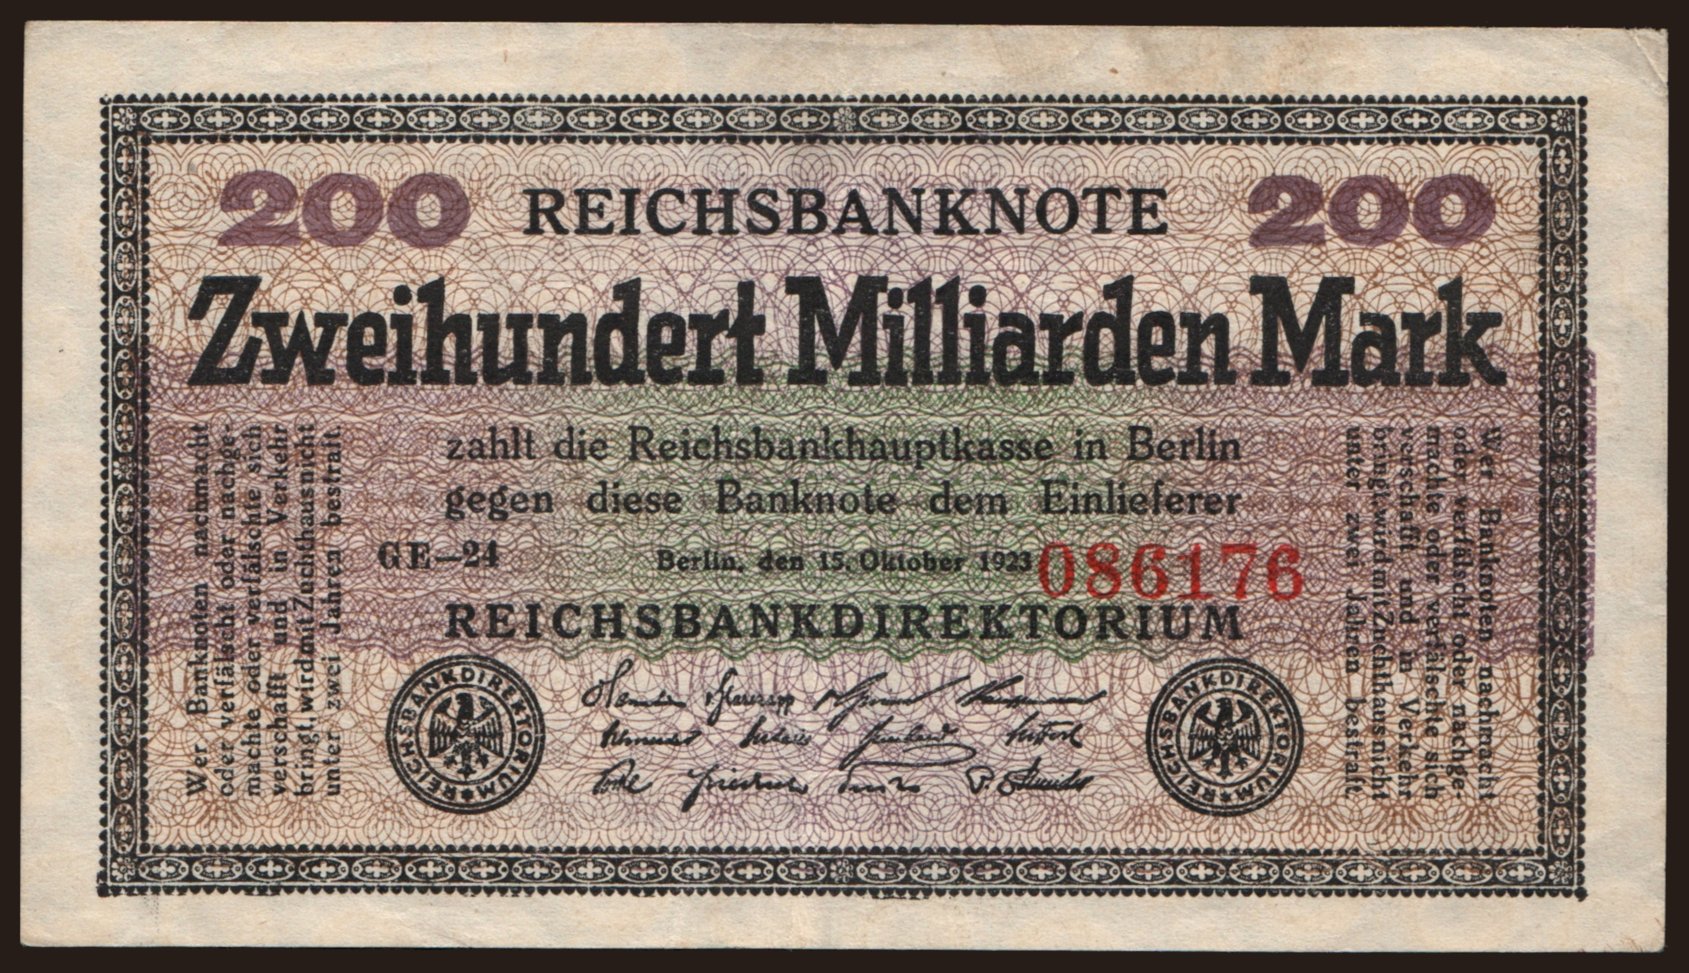 200 REICHSBANKNOTE 200
Zweihundert Milliarden Mark
zahlt die Reichsbankhauptkasse in Berlin
gegen diese Banknote dem Einlieferer
GE-24 Berlin, den 15. Oktober 1923 086176
REICHSBANKDIREKTORIUM
Wer Banknoten nachmacht
oder verfälscht oder nachge-
machte oder verfälschte sich
verschafft und in Verkehr
bringt, wird mit Zuchthaus nicht
unter zwei Jahren bestraft
Wer Banknoten nachmacht
oder verfälscht oder nachge-
machte oder verfälschte sich
verschafft und in Verkehr
bringt, wird mit Zuchthaus nicht
unter zwei Jahren bestraft
REICHSBANKDIREKTORIUM
REICHSBANKDIREKTORIUM